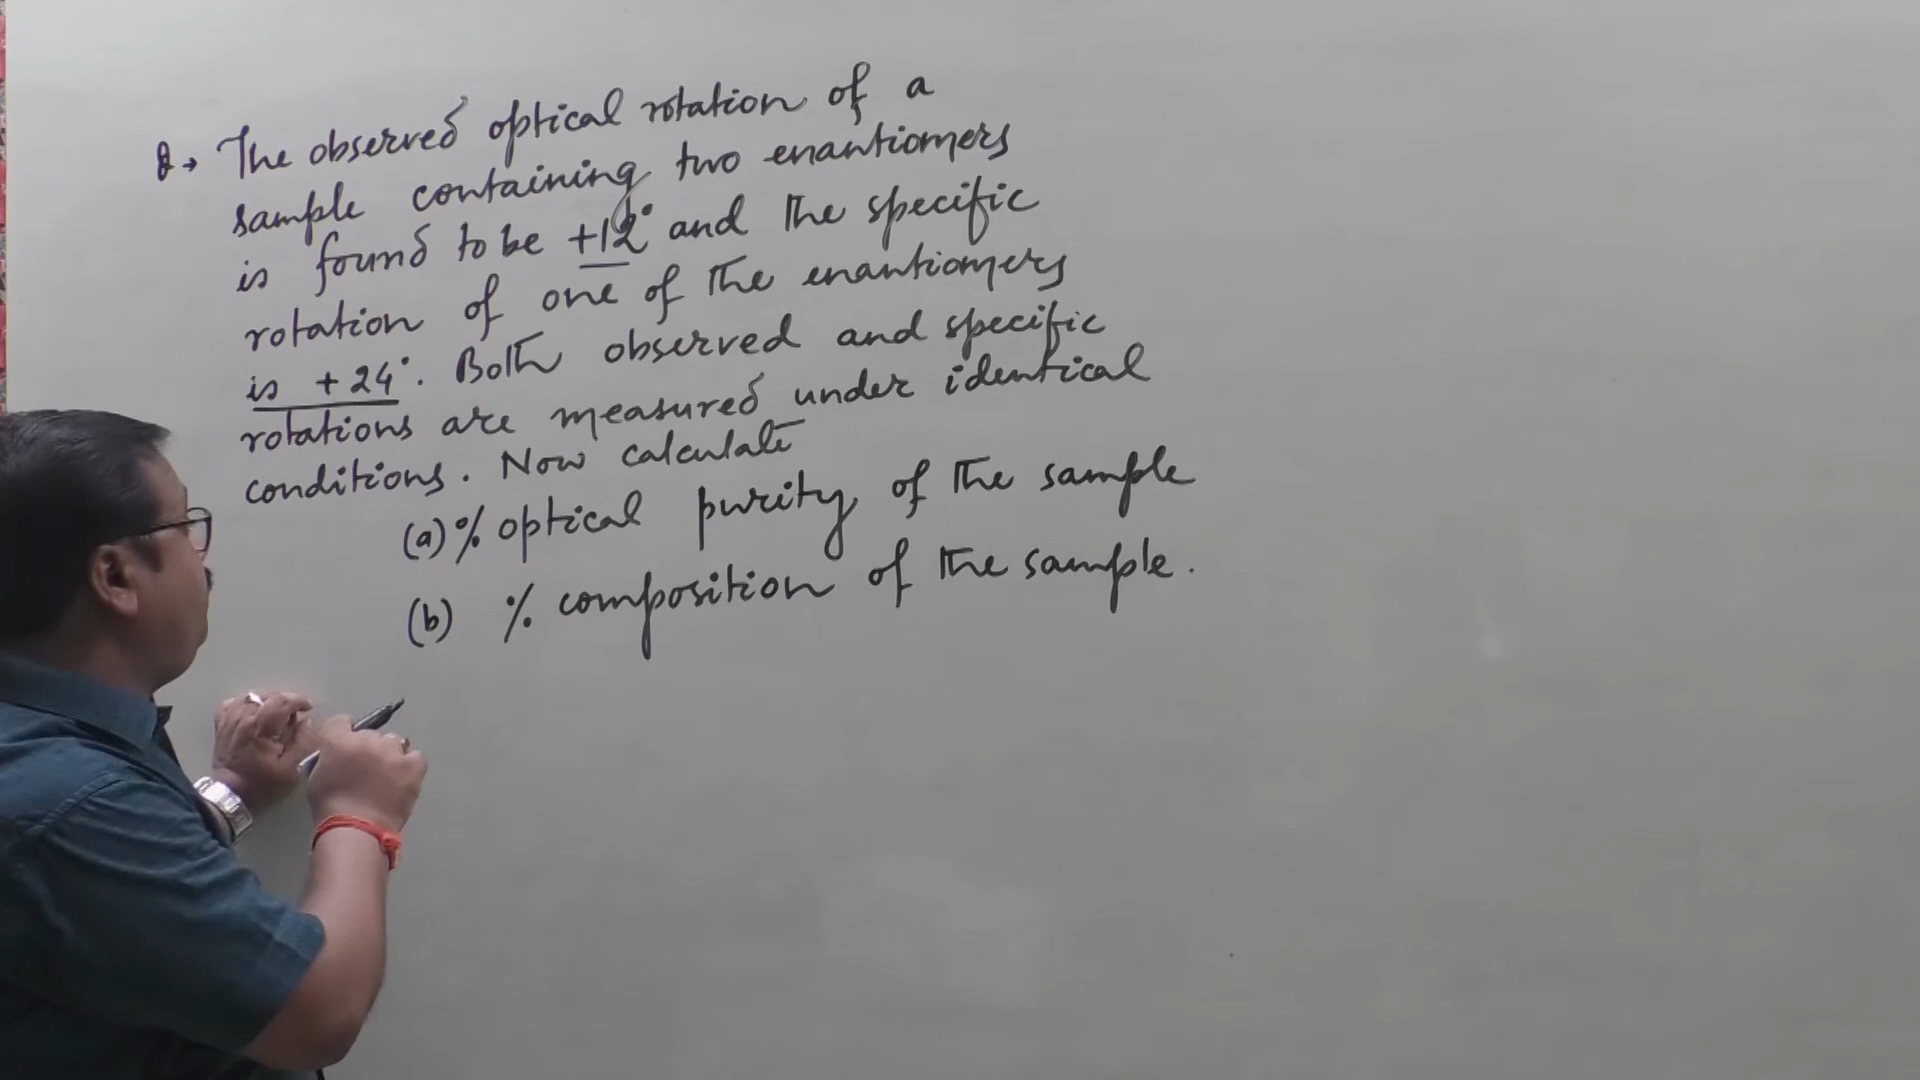 Q→ The observed optical rotation of a
sample containing two enantiomers
is found to be +12° and the specific
rotation of one of the enantiomers
is +24°. Both observed and specific
rotations are measured under identical
conditions. Now calculate
(a) % optical purity of the sample
(b) % composition of the sample.